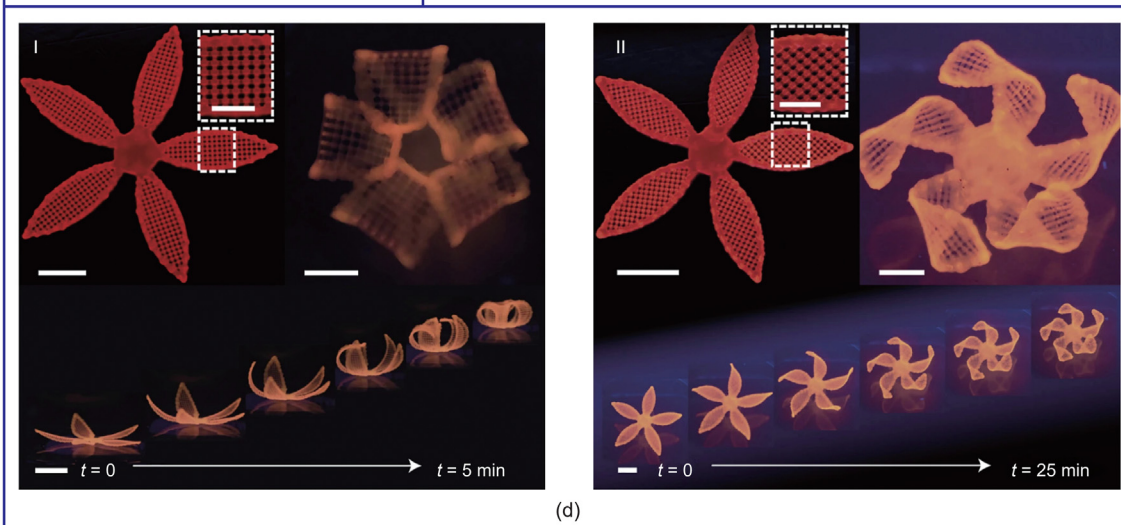 I
II
t = 0
t = 5 min
t = 0
t = 25 min
(d)